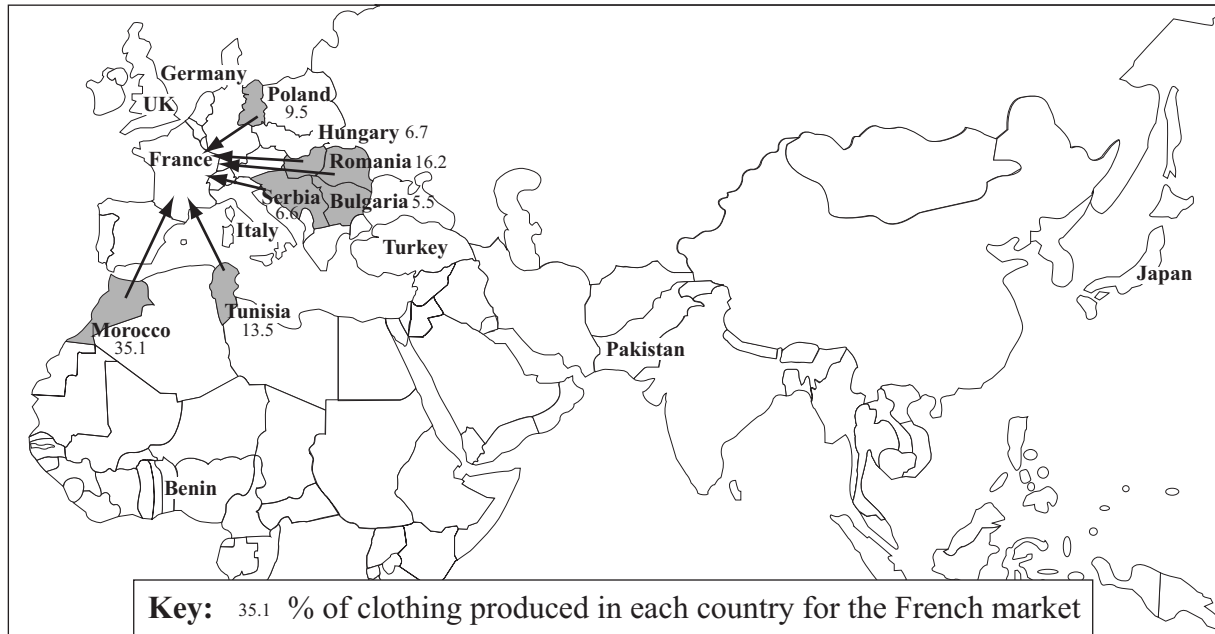 Germany
UK
Poland
9.5
Hungary 6.7
France
Romania 16.2
Serbia
6.6
Bulgaria 5.5
Italy
Turkey
Japan
Tunisia
13.5
Morocco
35.1
Pakistan
Benin
Key: 35.1 % of clothing produced in each country for the French market